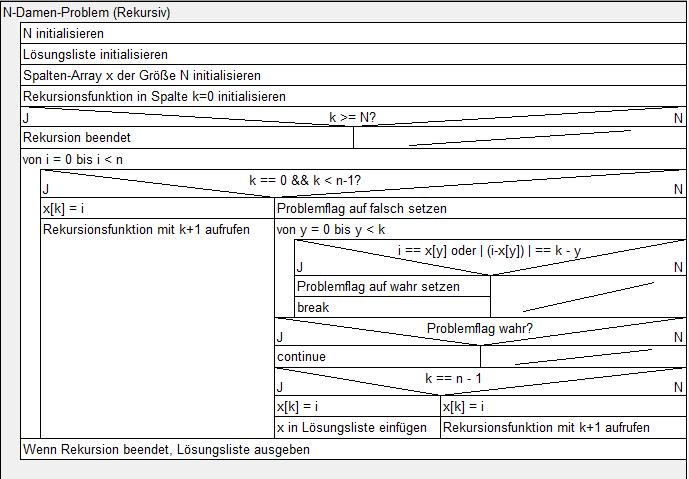 N-Damen-Problem (Rekursiv)
N initialisieren
Lösungsliste initialisieren
Spalten-Array x der Größe N initialisieren
Rekursionsfunktion in Spalte k=0 initialisieren
k >= N?
J N
Rekursion beendet
von i = 0 bis i < n
k == 0 && k < n-1?
J N
x[k] = i
Rekursionsfunktion mit k+1 aufrufen
Problemflag auf falsch setzen
von y = 0 bis y < k
i == x[y] oder | (i-x[y]) | == k - y
J N
Problemflag auf wahr setzen
break
Problemflag wahr?
J N
continue
k == n - 1
J N
x[k] = i
x in Lösungsliste einfügen
x[k] = i
Rekursionsfunktion mit k+1 aufrufen
Wenn Rekursion beendet, Lösungsliste ausgeben